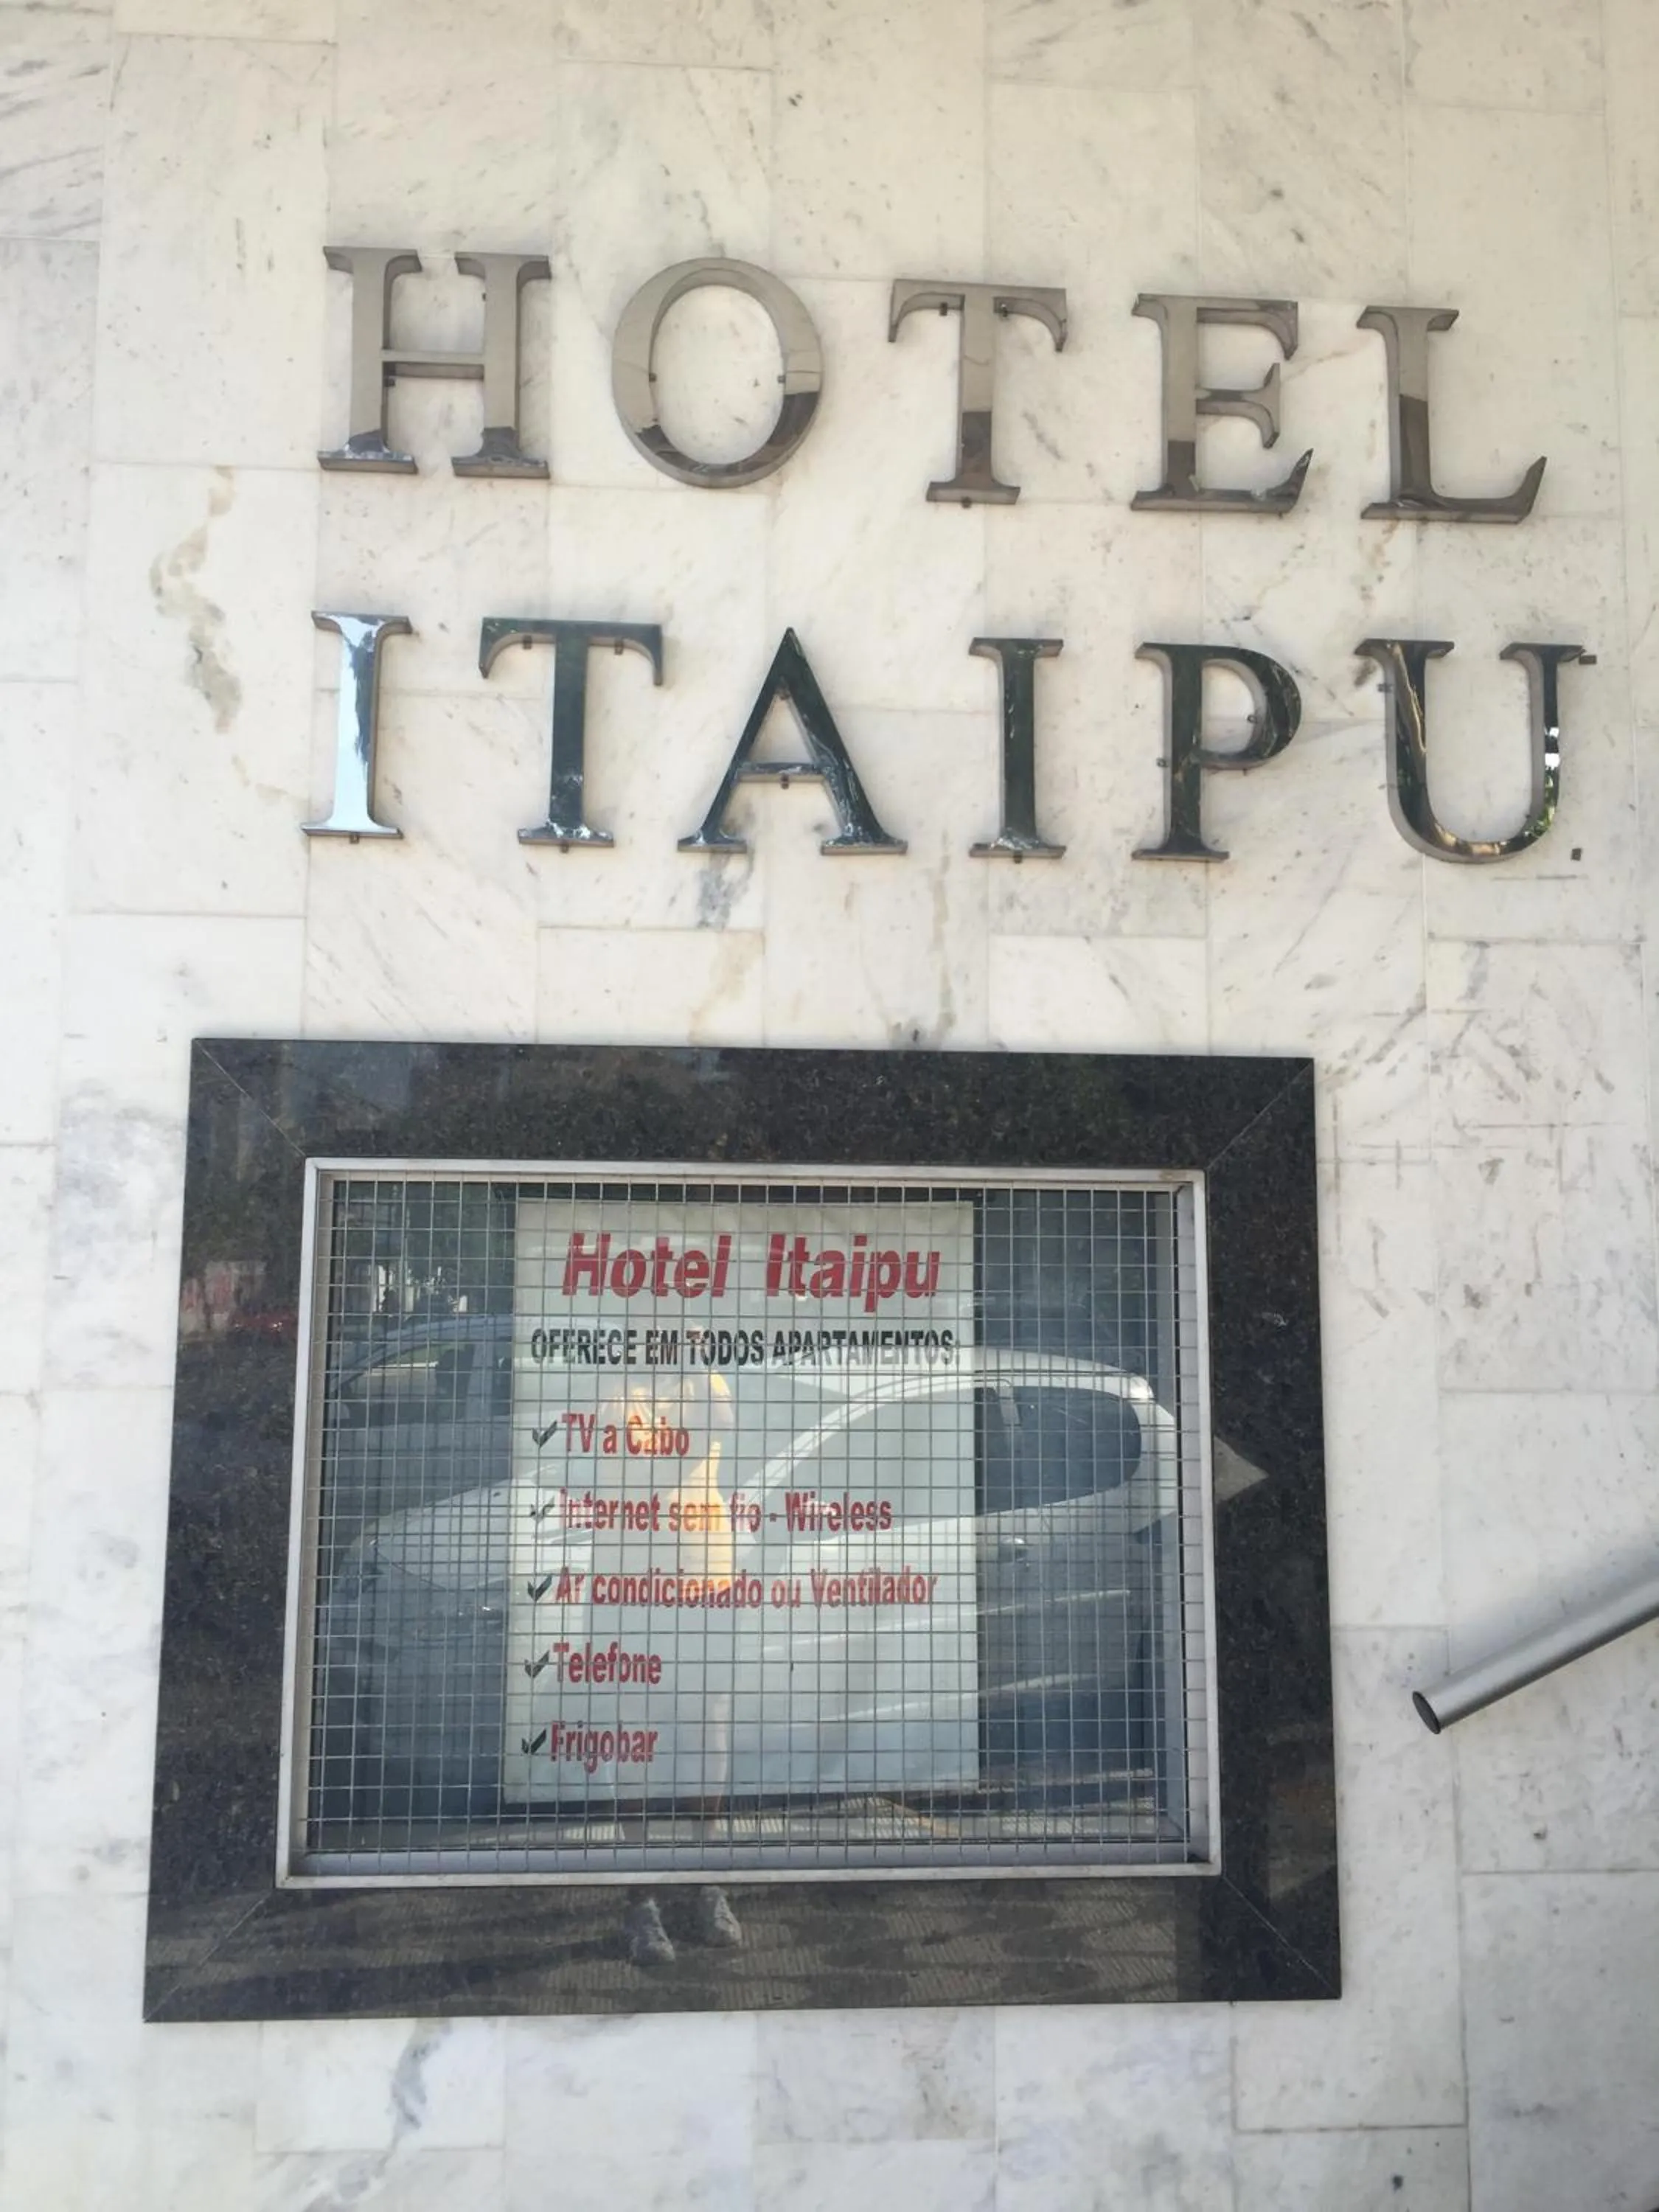 HOTEL
ITAIPU
Hotel Itaipu
OFERECE EM TODOS APARTAMENTOS:
TV a Cabo
Internet sem fio - Wireless
Ar condicionado ou Ventilador
Telefone
Frigobar